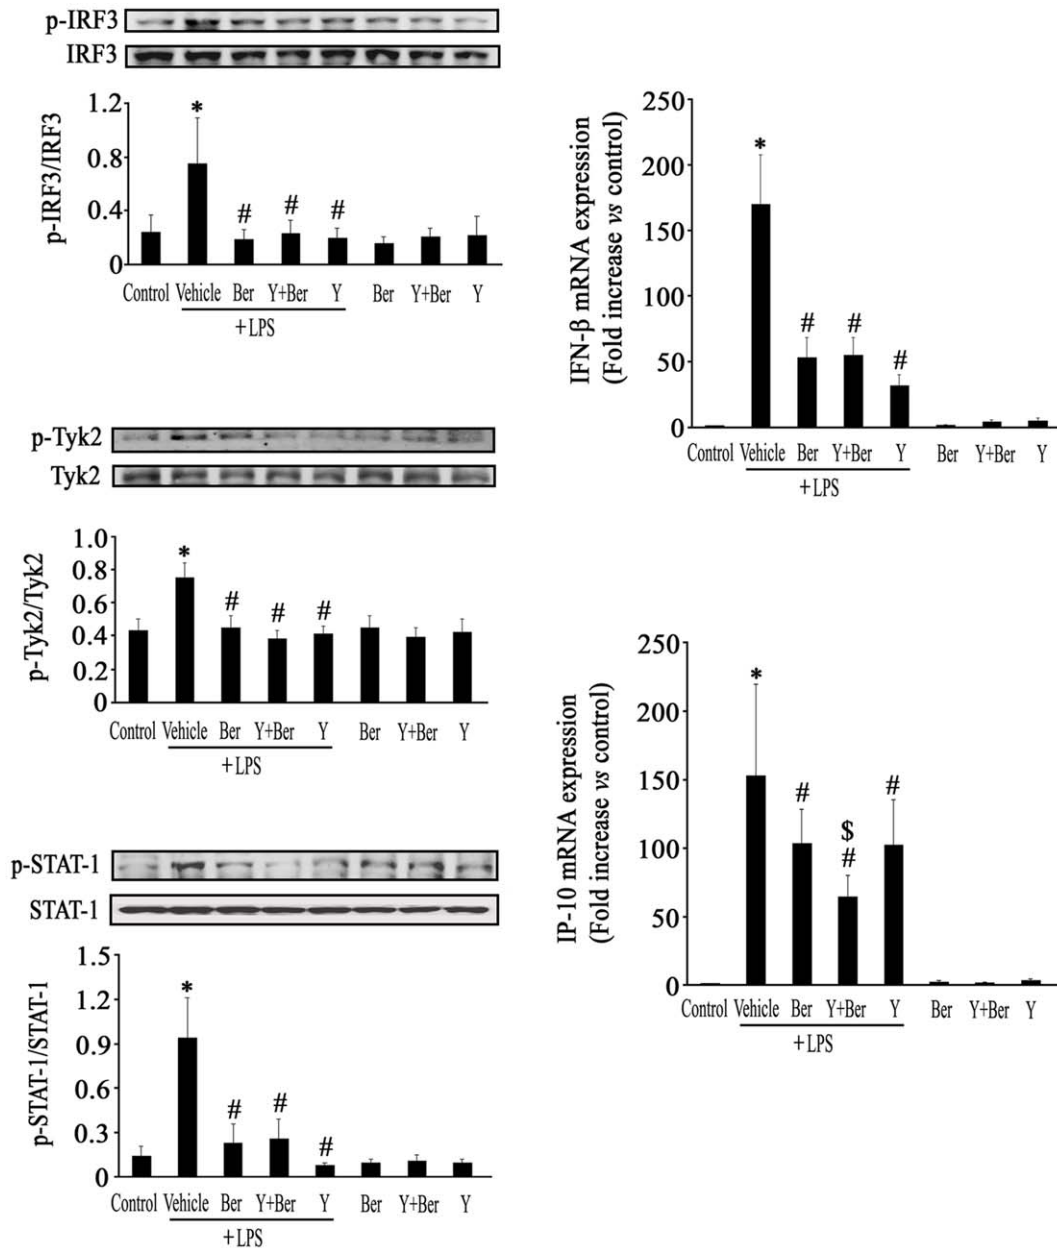 p-IRF3
IRF3
p-IRF3/IRF3
1.2
0.8
0.4
0
*
#
#
#
Control Vehicle Ber Y+Ber Y Ber Y+Ber Y
+LPS
p-Tyk2
Tyk2
p-Tyk2/Tyk2
1.0
0.8
0.6
0.4
0.2
0
*
#
#
#
Control Vehicle Ber Y+Ber Y Ber Y+Ber Y
+LPS
p-STAT-1
STAT-1
p-STAT-1/STAT-1
1.5
1.2
0.9
0.6
0.3
0
*
#
#
#
Control Vehicle Ber Y+Ber Y Ber Y+Ber Y
+LPS
IFN-β mRNA expression
(Fold increase vs control)
250
200
150
100
50
0
*
#
#
#
Control Vehicle Ber Y+Ber Y Ber Y+Ber Y
+LPS
IP-10 mRNA expression
(Fold increase vs control)
250
200
150
100
50
0
*
#
$
#
#
Control Vehicle Ber Y+Ber Y Ber Y+Ber Y
+LPS